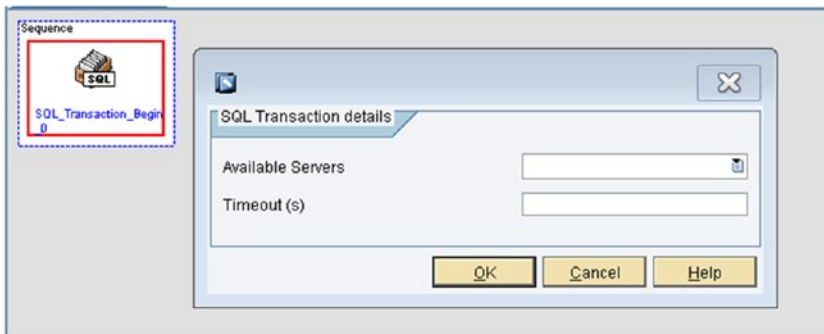 Sequence
SQL
SQL_Transaction_Begin
_0
SQL Transaction details
Available Servers
Timeout (s)
OK
Cancel
Help